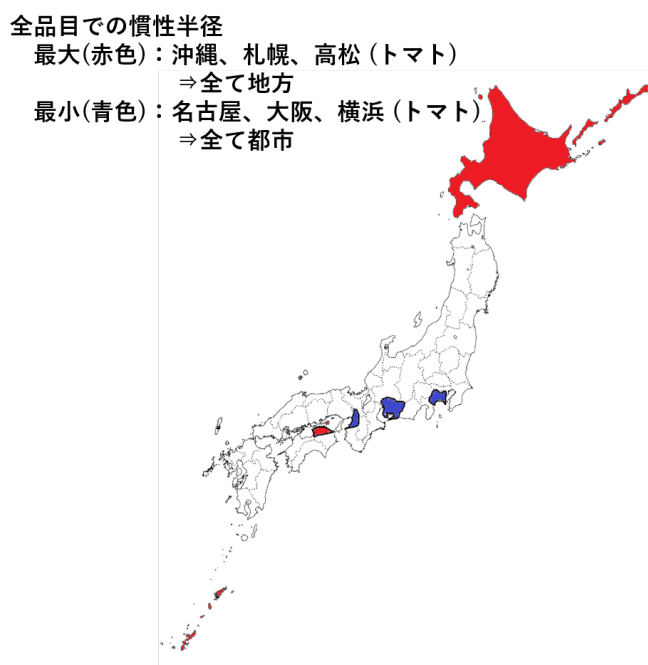 全品目での慣性半径
最大(赤色)：沖縄、札幌、高松 (トマト)
⇒全て地方
最小(青色)：名古屋、大阪、横浜 (トマト)
⇒全て都市